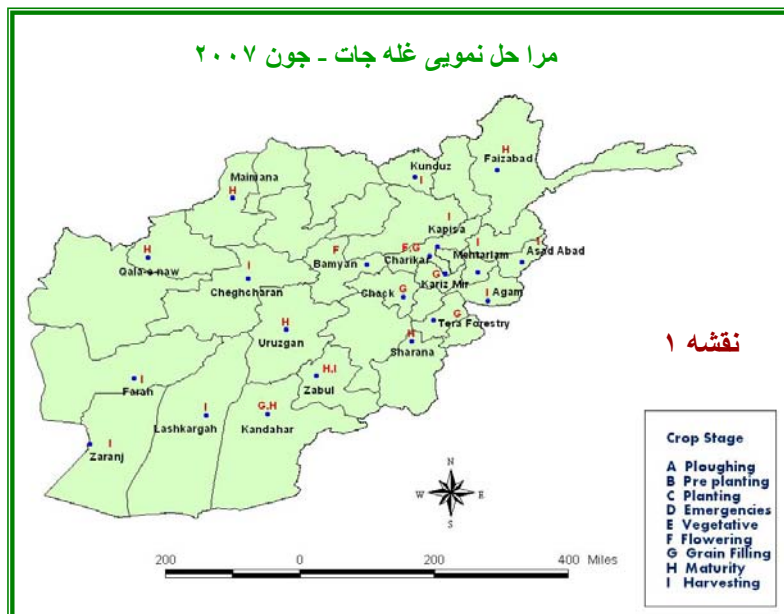 مرا حل نمویی غله جات - جون ۲۰۰۷
H
Faizabad
Kunduz
I
Maimana
H
I
Kapisa
F
F,G
I
I
H
Bamyan
Charikar
Mehtarlam
Asad Abad
Qala-e-naw
I
G
Kariz Mir
Cheghcharan
G
Chack
I
Agam
G
H
Tera Forestry
Uruzgan
H
Sharana
نقشه ۱
H,I
Zabul
I
Farah
I
Lashkargah
G,H
Kandahar
I
Zaranj
N
W
E
S
200
0
200
400 Miles
Crop Stage
A Ploughing
B Pre planting
C Planting
D Emergencies
E Vegetative
F Flowering
G Grain Filling
H Maturity
I Harvesting